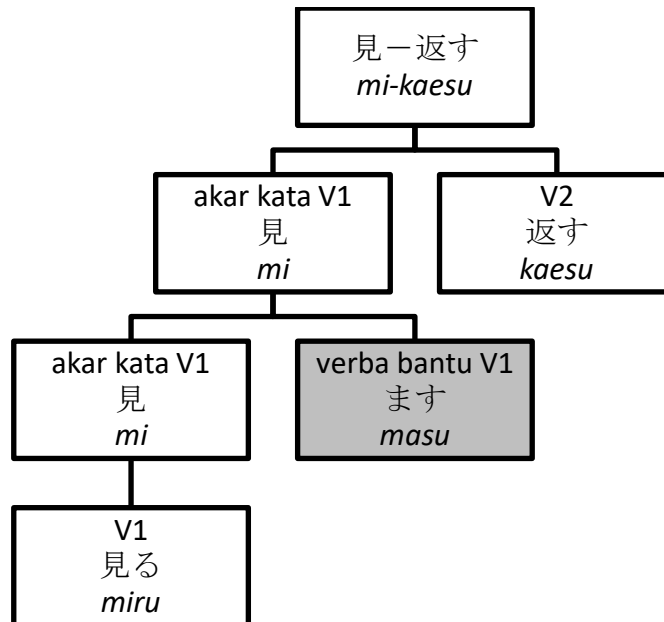 見－返す
mi-kaesu
akar kata V1
見
mi
V2
返す
kaesu
akar kata V1
見
mi
verba bantu V1
ます
masu
V1
見る
miru